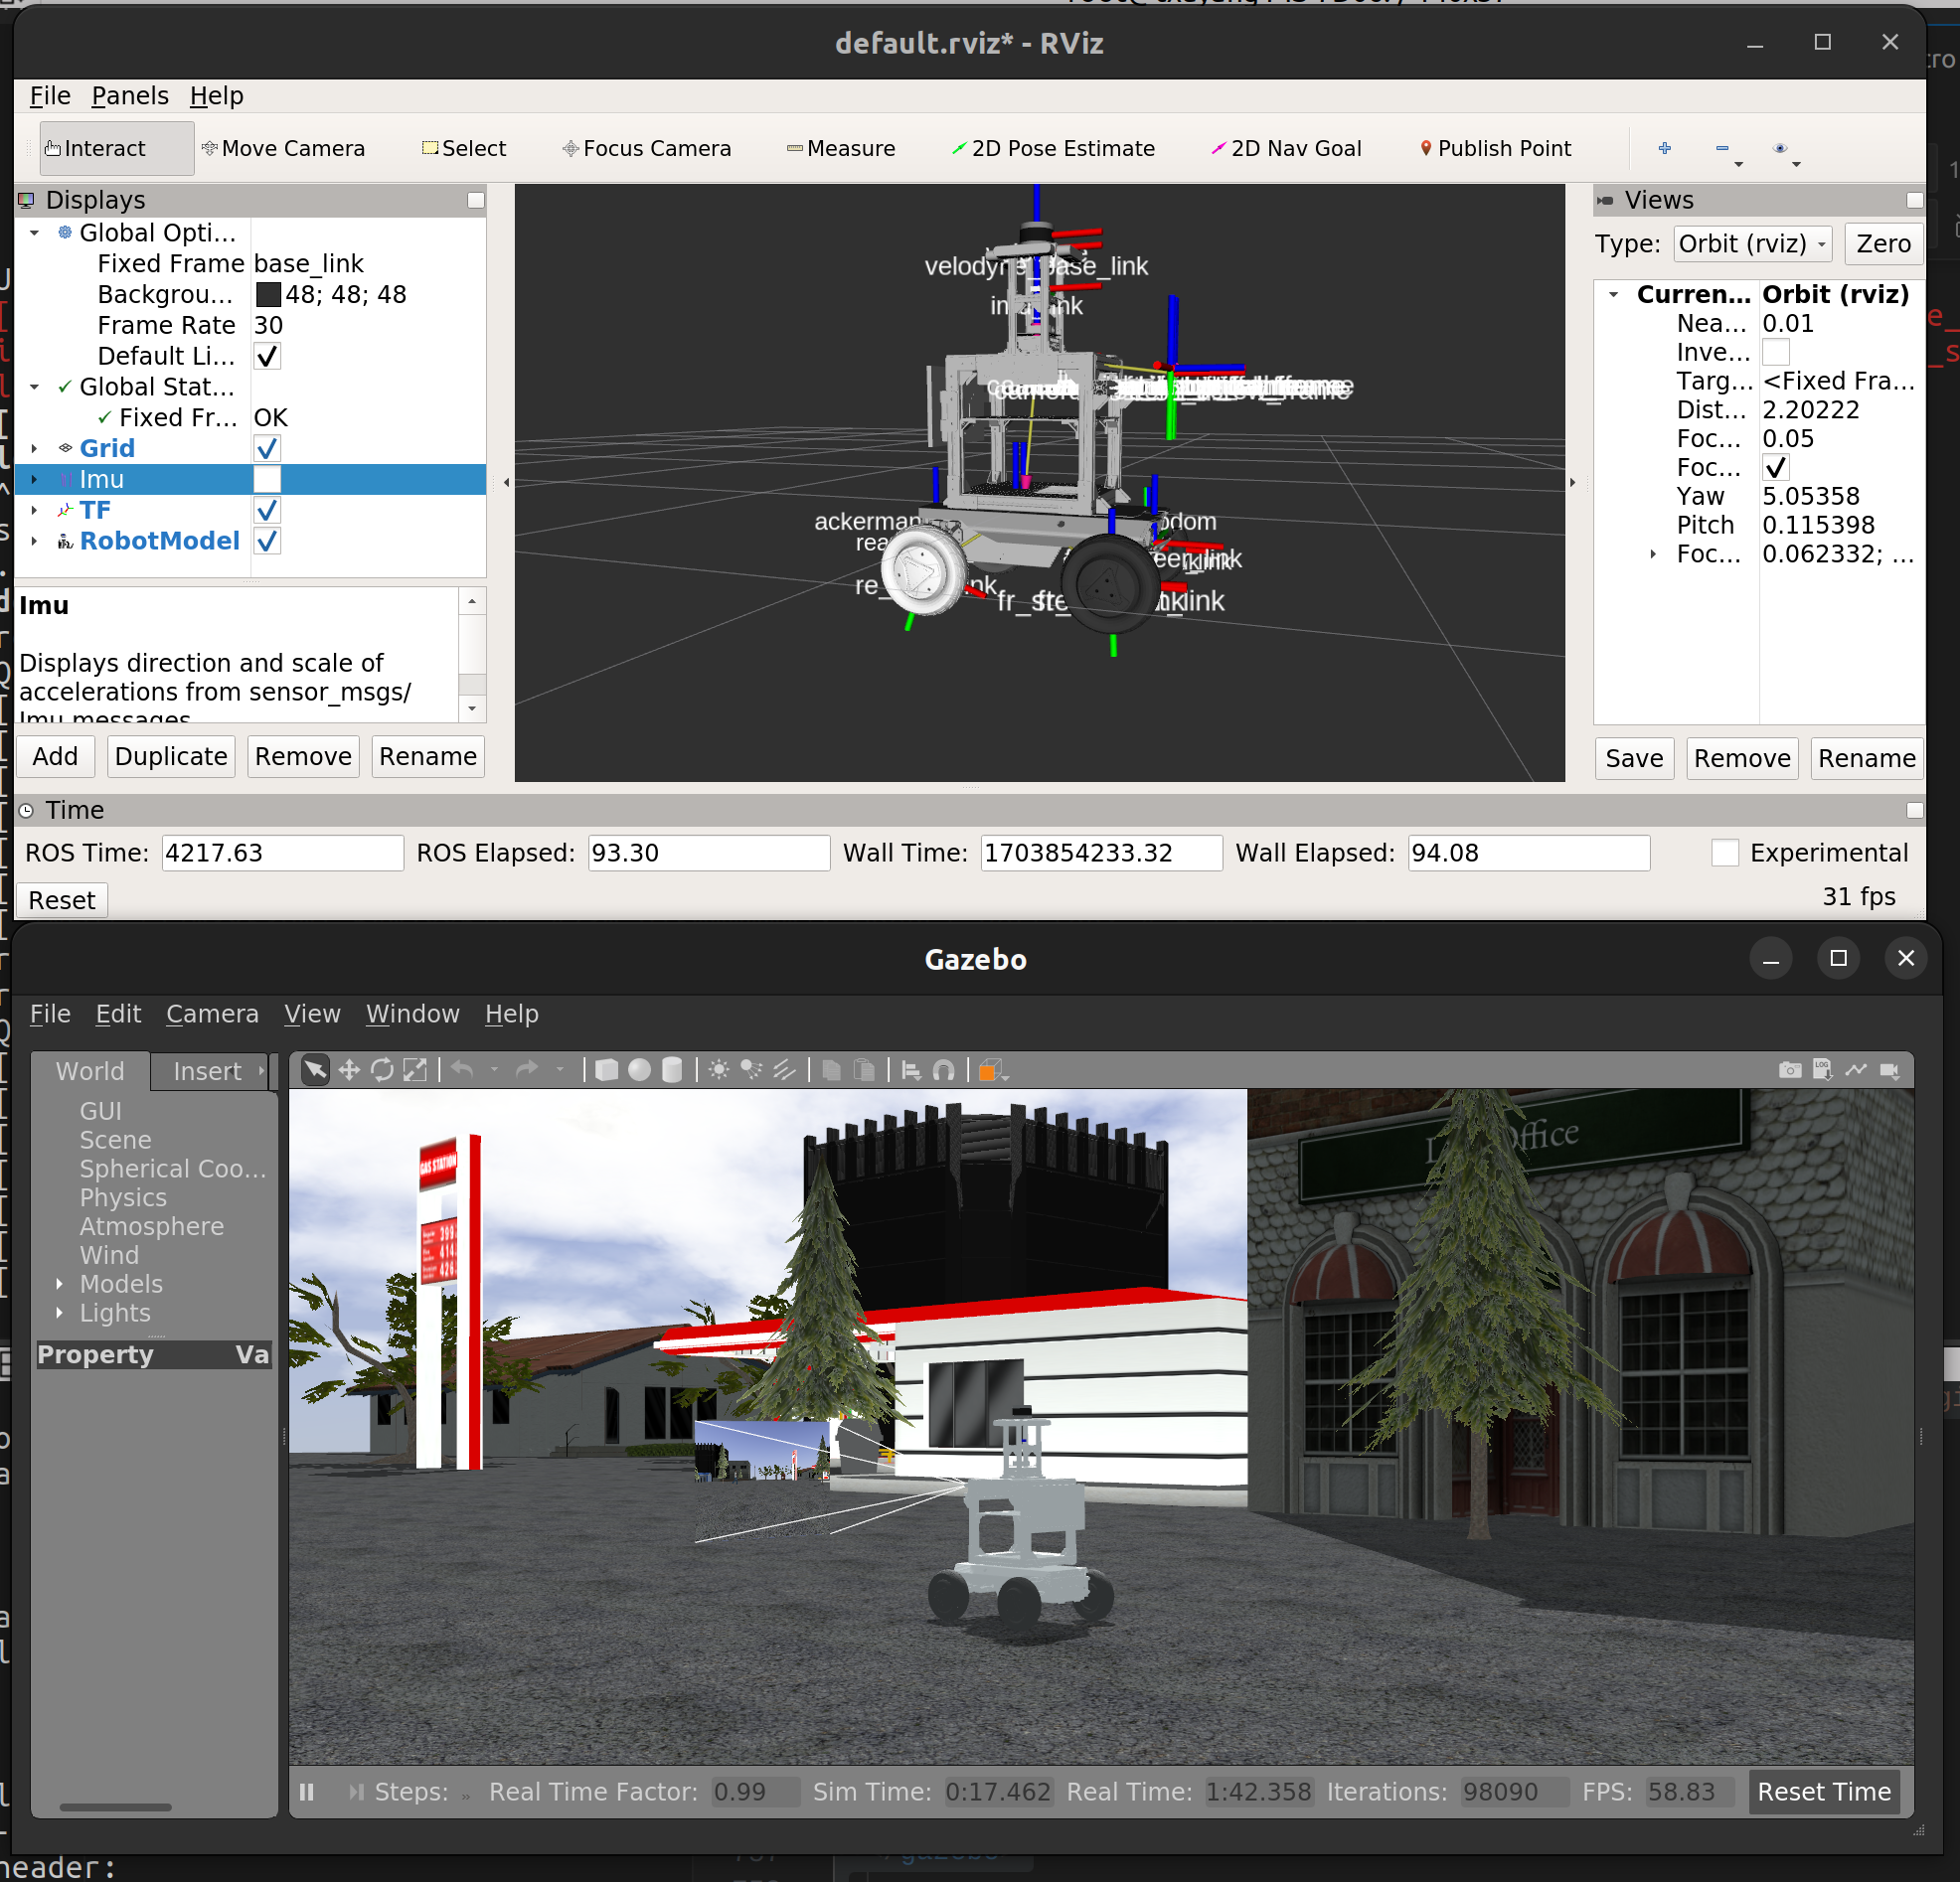 default.rviz* - RViz
File Panels Help
Interact Move Camera Select Focus Camera Measure 2D Pose Estimate 2D Nav Goal Publish Point
Displays
Global Opti...
Fixed Frame base_link
Backgrou... 48; 48; 48
Frame Rate 30
Default Li...
Global Stat...
Fixed Fr... OK
Grid
Imu
TF
RobotModel
Imu
Displays direction and scale of
accelerations from sensor_msgs/
Imu messages
Add Duplicate Remove Rename
Views
Type: Orbit (rviz) Zero
Curren... Orbit (rviz)
Nea... 0.01
Inve...
Targ... <Fixed Fra...
Dist... 2.20222
Foc... 0.05
Foc...
Yaw 5.05358
Pitch 0.115398
Foc... 0.062332; ...
Save Remove Rename
Time
ROS Time: 4217.63 ROS Elapsed: 93.30 Wall Time: 1703854233.32 Wall Elapsed: 94.08 Experimental
Reset 31 fps
Gazebo
File Edit Camera View Window Help
World Insert
GUI
Scene
Spherical Coo...
Physics
Atmosphere
Wind
Models
Lights
Property Va
GAS STATION
399
414
426
Office
Steps: Real Time Factor: 0.99 Sim Time: 0:17.462 Real Time: 1:42.358 Iterations: 98090 FPS: 58.83 Reset Time
header: